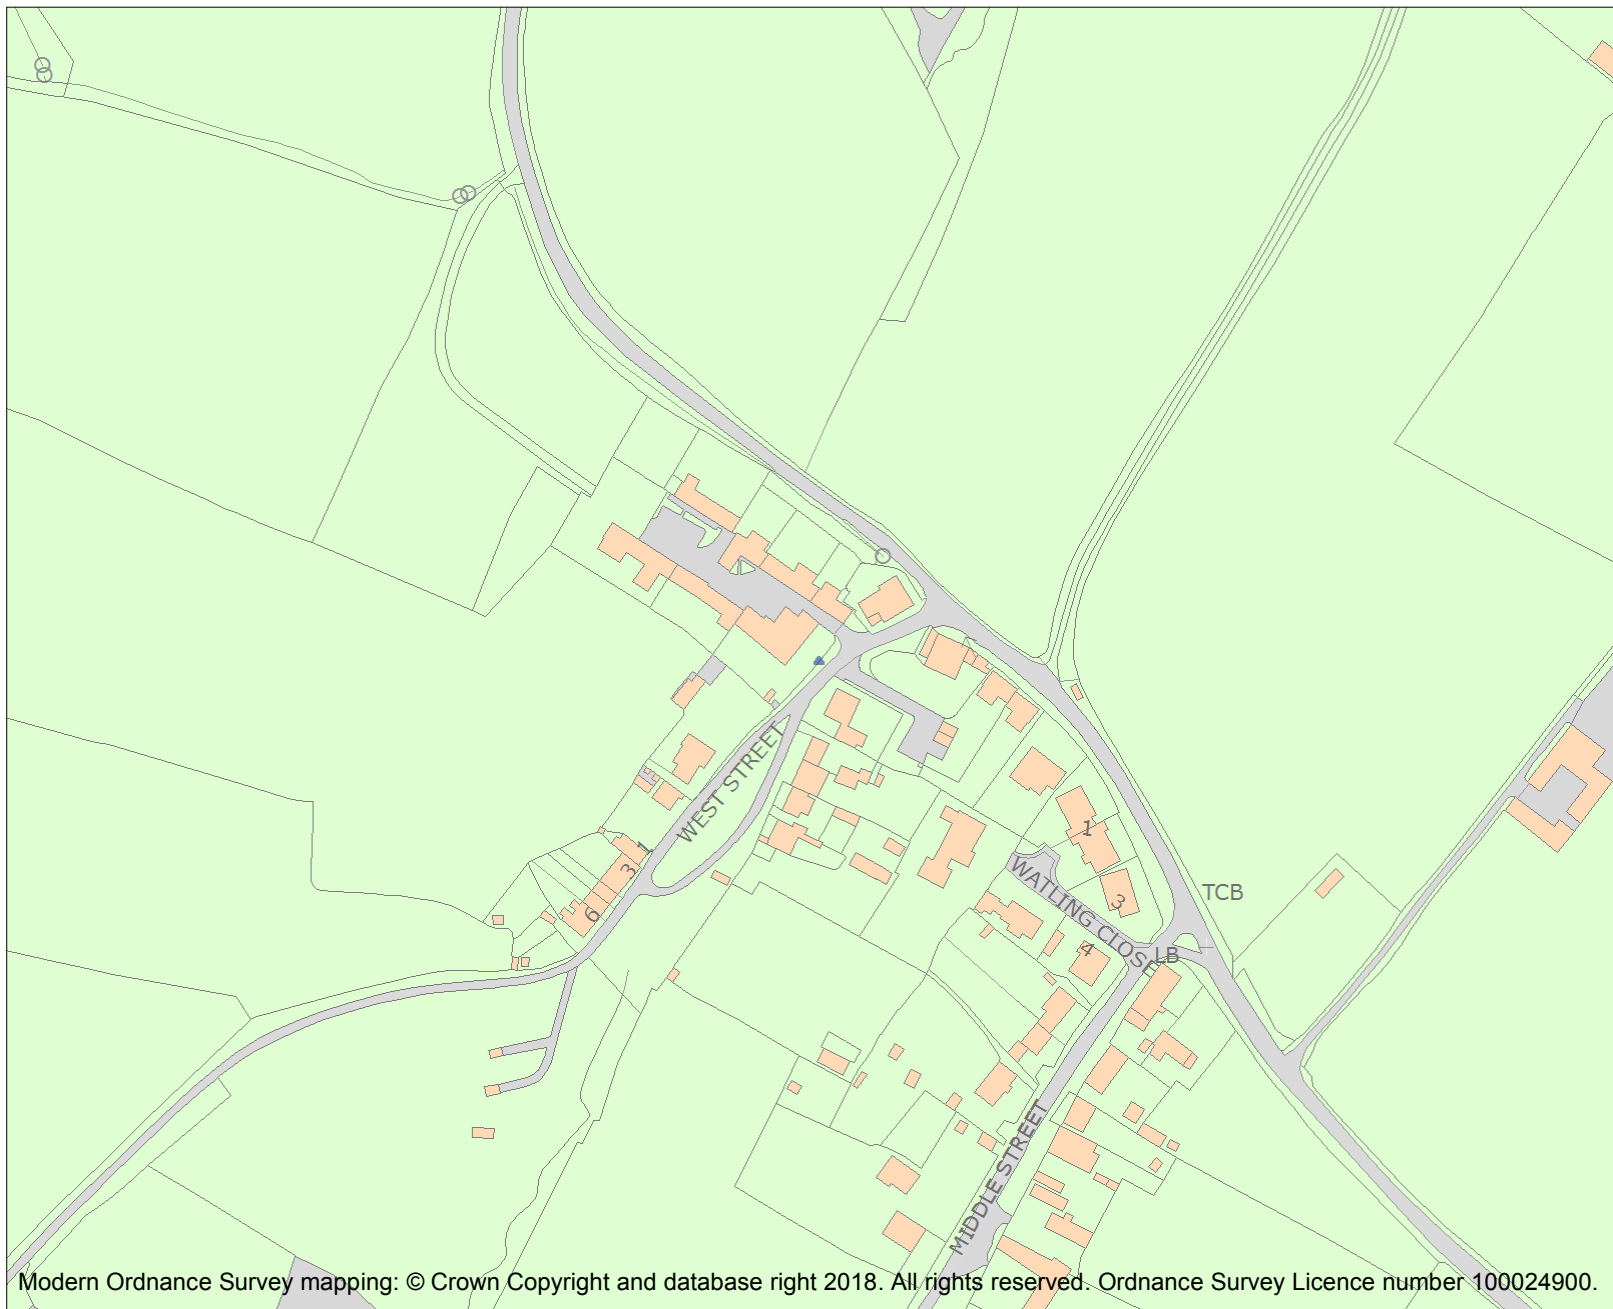 WEST STREET
1
3
6
1
WATLING CLOSE
3
TCB
4
LB
MIDDLE STREET
Modern Ordnance Survey mapping: © Crown Copyright and database right 2018. All rights reserved. Ordnance Survey Licence number 100024900.